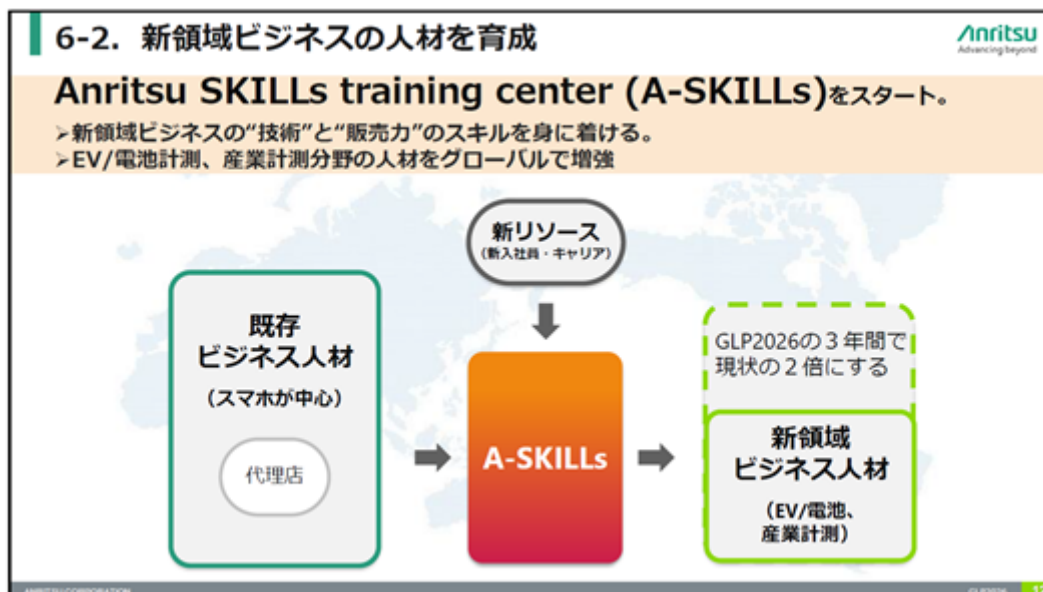 6-2. 新領域ビジネスの人材を育成
Anritsu
Advancing beyond
Anritsu SKILLs training center (A-SKILLs)をスタート。
➢新領域ビジネスの“技術”と“販売力”のスキルを身に着ける。
➢EV/電池計測、産業計測分野の人材をグローバルで増強
新リソース
(新入社員・キャリア)
既存
ビジネス人材
(スマホが中心)
代理店
A-SKILLs
GLP2026の3年間で
現状の2倍にする
新領域
ビジネス人材
(EV/電池、
産業計測)
ANRITSU CORPORATION
GLP2026